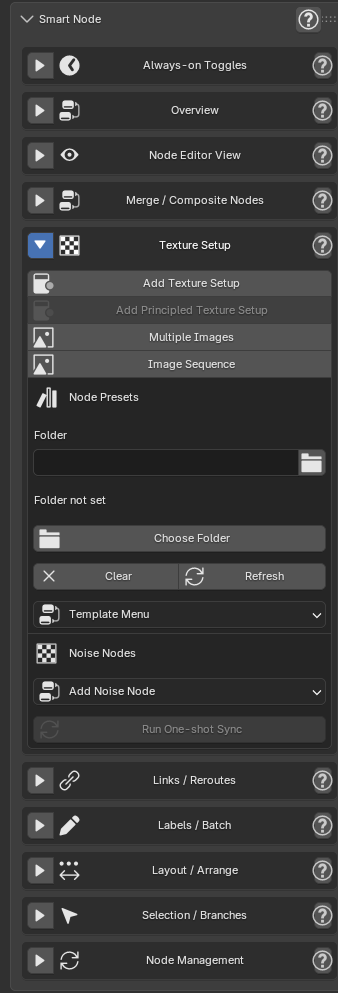 Smart Node
Always-on Toggles
Overview
Node Editor View
Merge / Composite Nodes
Texture Setup
Add Texture Setup
Add Principled Texture Setup
Multiple Images
Image Sequence
Node Presets
Folder
Folder not set
Choose Folder
Clear
Refresh
Template Menu
Noise Nodes
Add Noise Node
Run One-shot Sync
Links / Reroutes
Labels / Batch
Layout / Arrange
Selection / Branches
Node Management